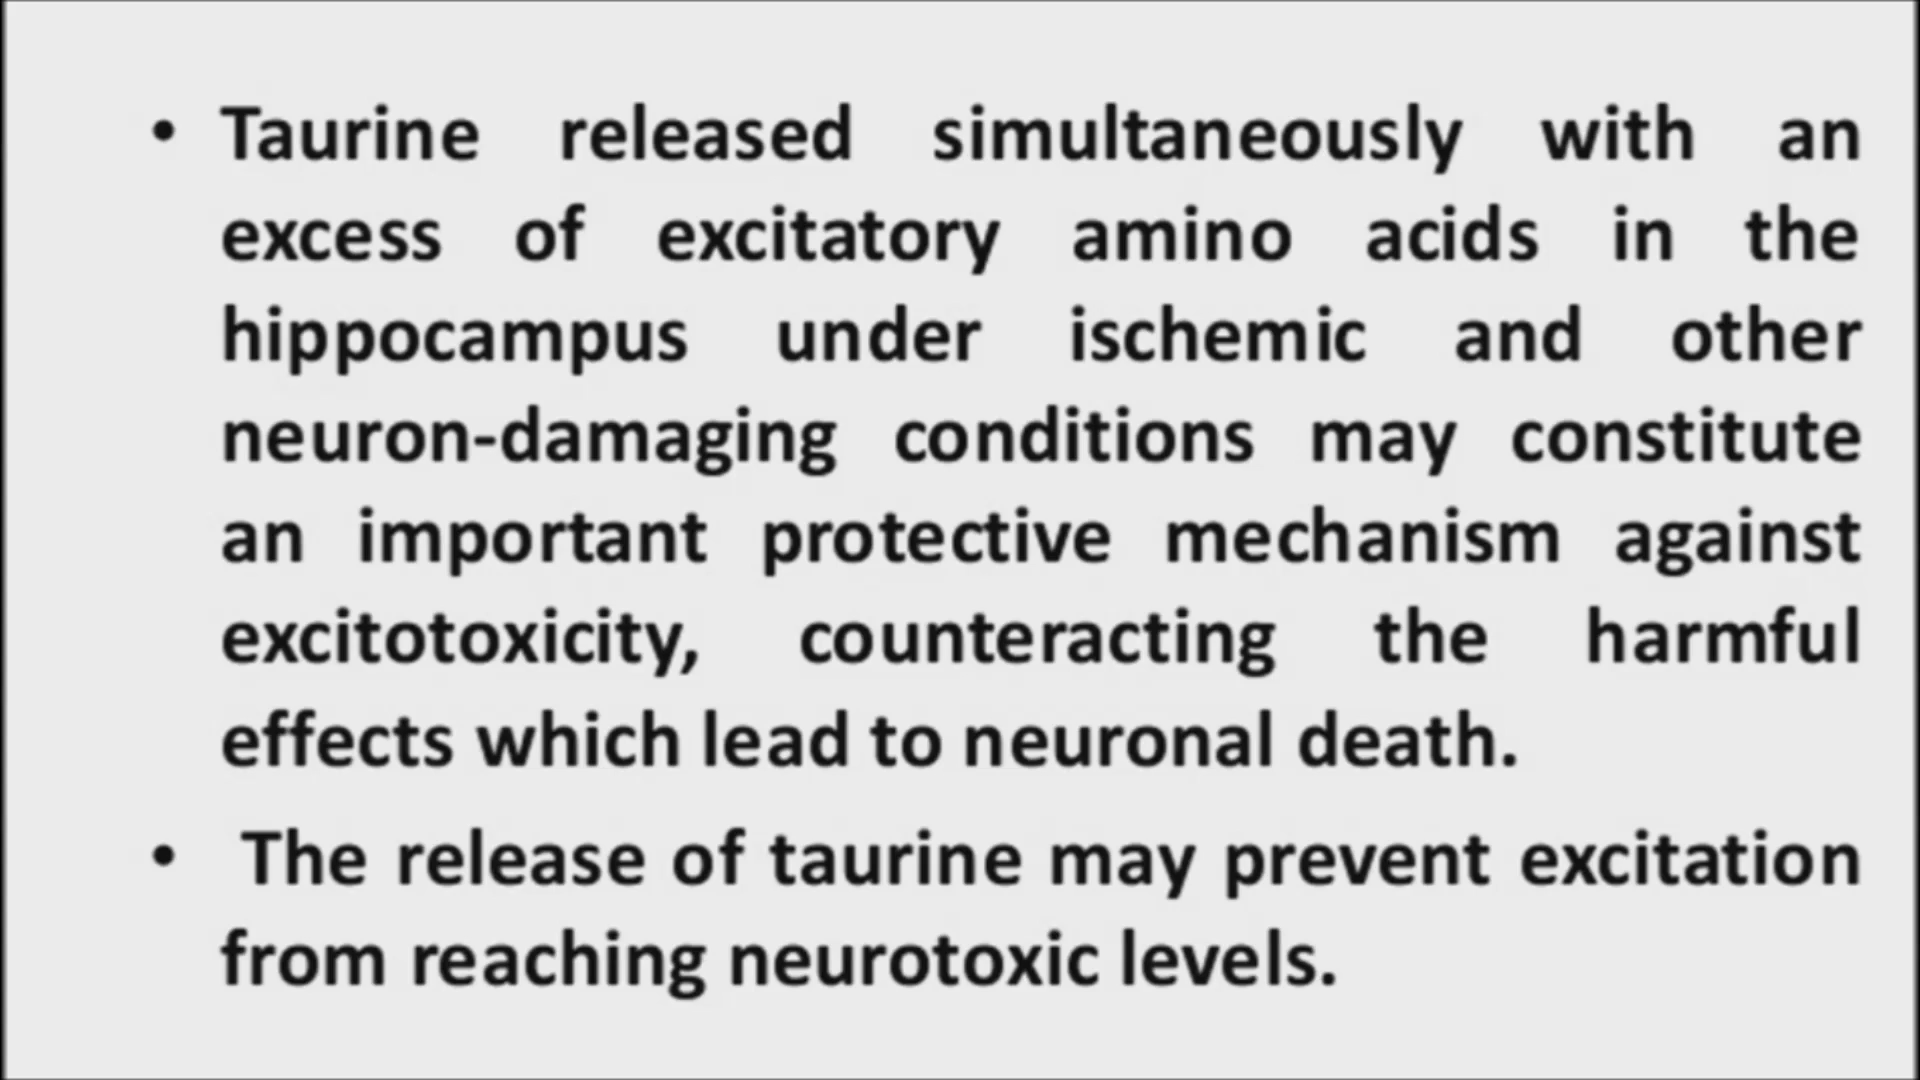 • Taurine released simultaneously with an
excess of excitatory amino acids in the
hippocampus under ischemic and other
neuron-damaging conditions may constitute
an important protective mechanism against
excitotoxicity, counteracting the harmful
effects which lead to neuronal death.
• The release of taurine may prevent excitation
from reaching neurotoxic levels.